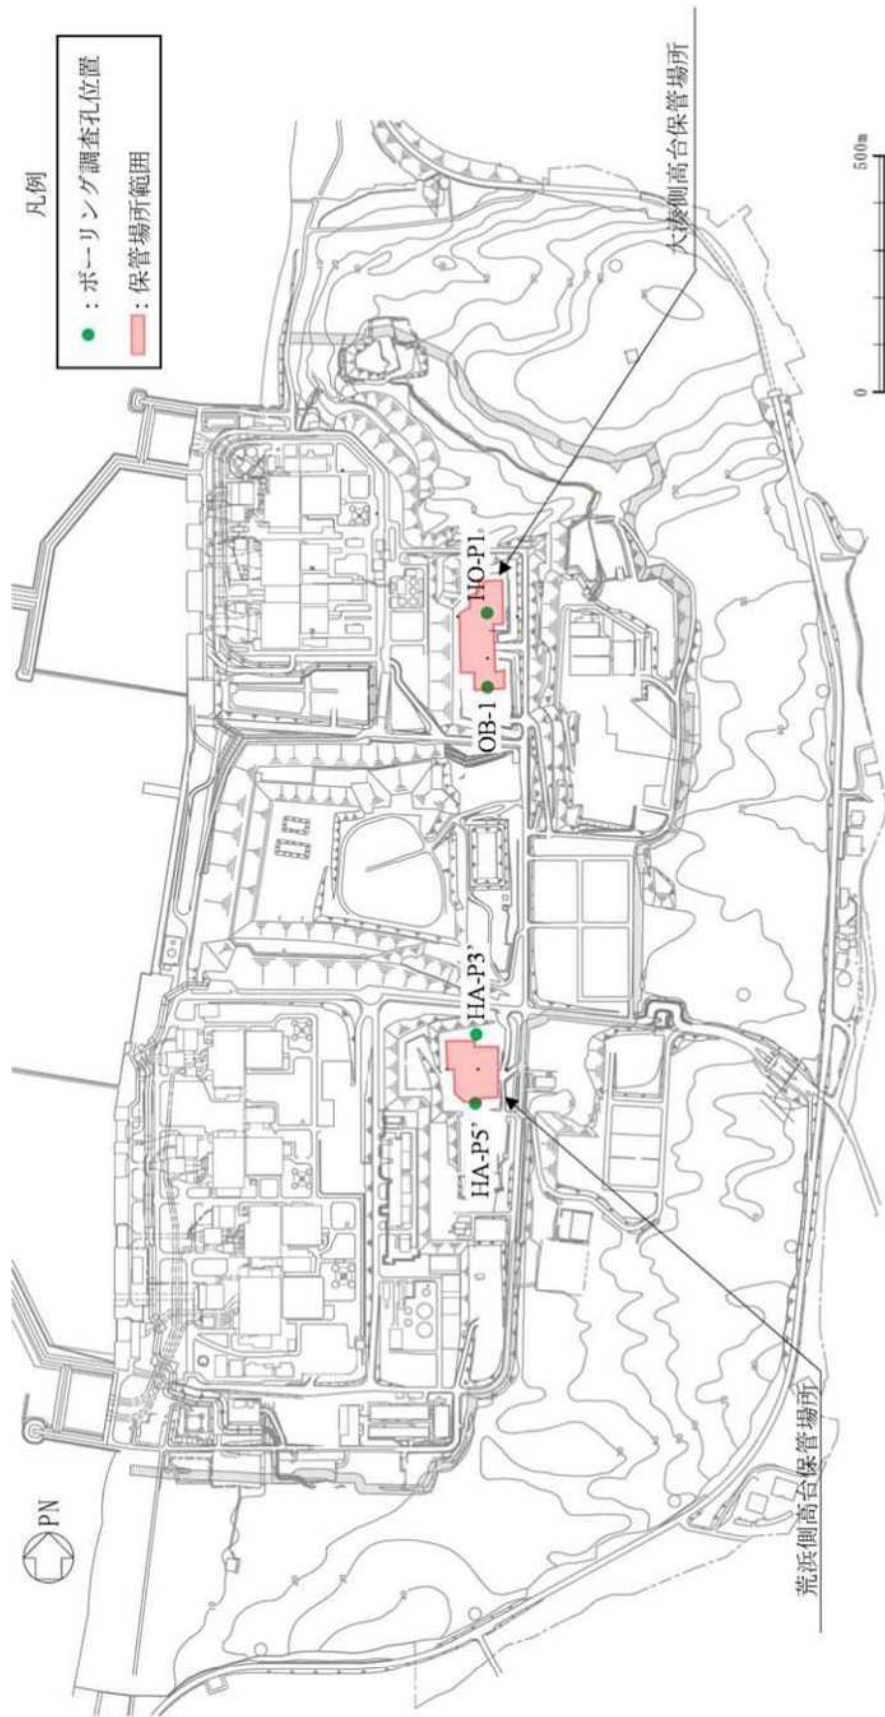 凡例
●：ボーリング調査孔位置
：保管場所範囲
大湊側高台保管場所
0
500m
HO-P1
OB-1
HA-P3'
HA-P5'
荒浜側高台保管場所
PN